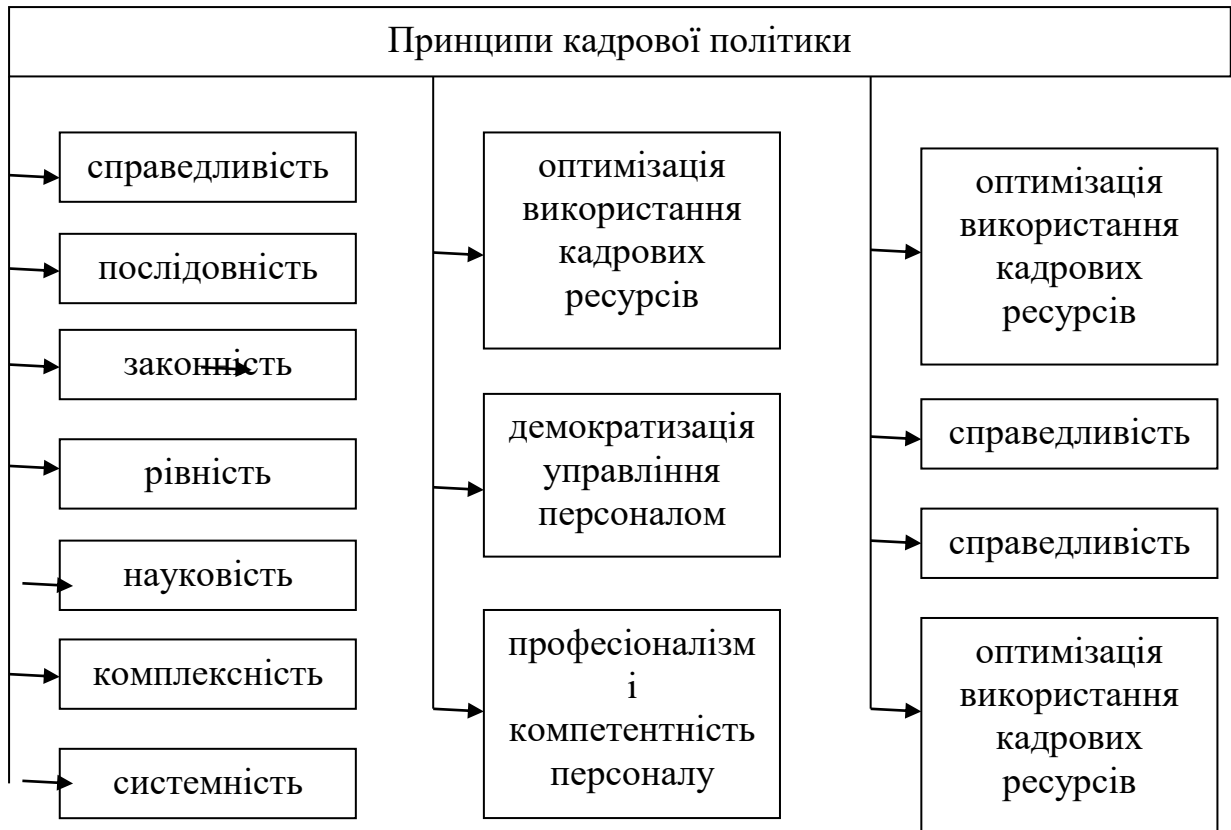 Принципи кадрової політики
справедливість
послідовність
законність
рівність
науковість
комплексність
системність
оптимізація
використання
кадрових
ресурсів
демократизація
управління
персоналом
професіоналізм
і
компетентність
персоналу
оптимізація
використання
кадрових
ресурсів
справедливість
справедливість
оптимізація
використання
кадрових
ресурсів